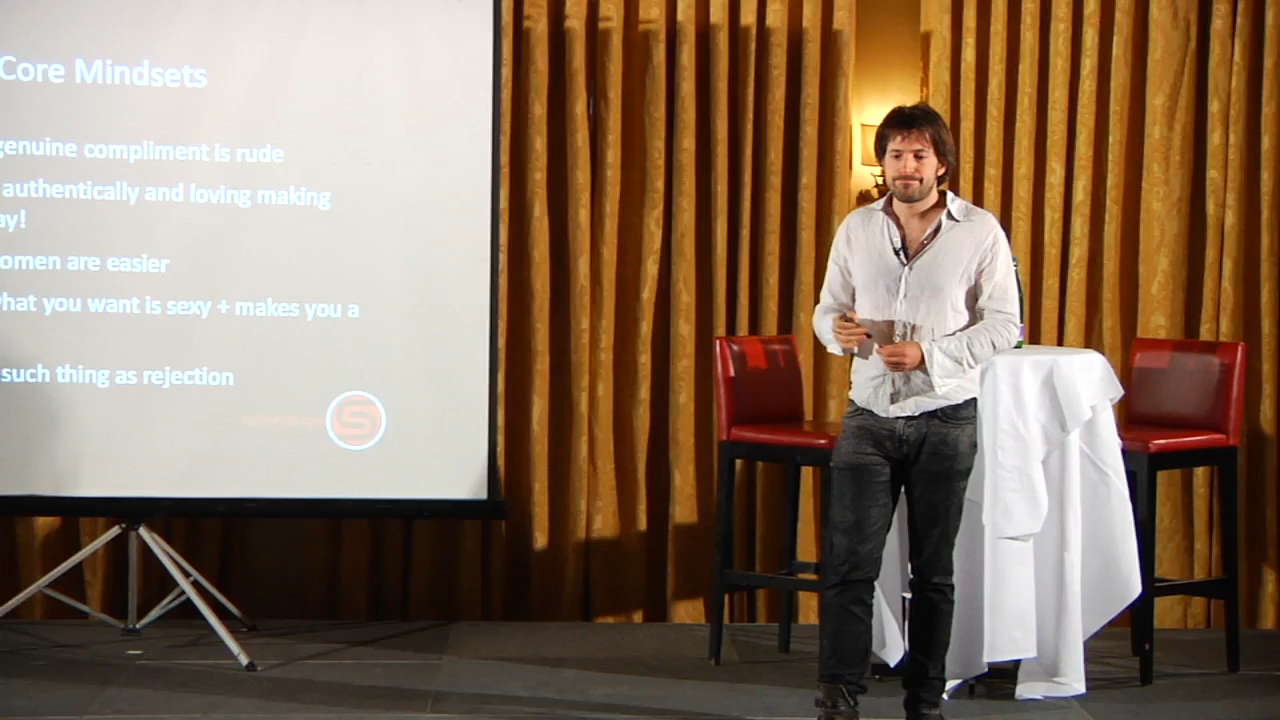 Core Mindsets
genuine compliment is rude
authentically and loving making
ay!
omen are easier
hat you want is sexy + makes you a
such thing as rejection
S